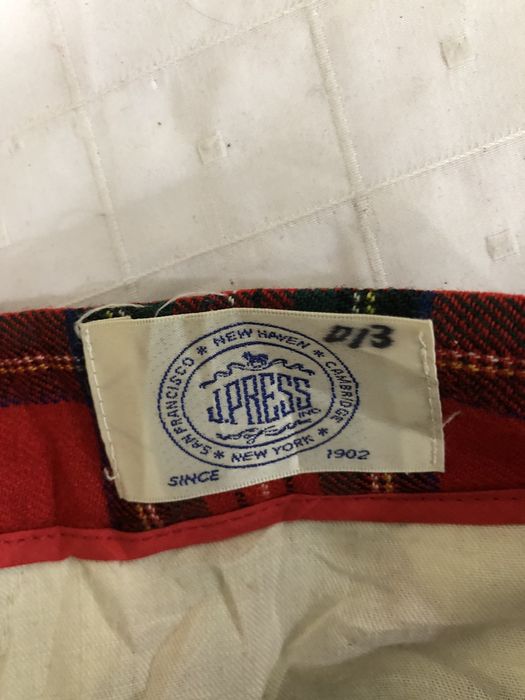 NEW HAVEN * CAMBRIDGE * NEW YORK * SAN FRANCISCO *
J. PRESS
INC.
SINCE 1902
D13